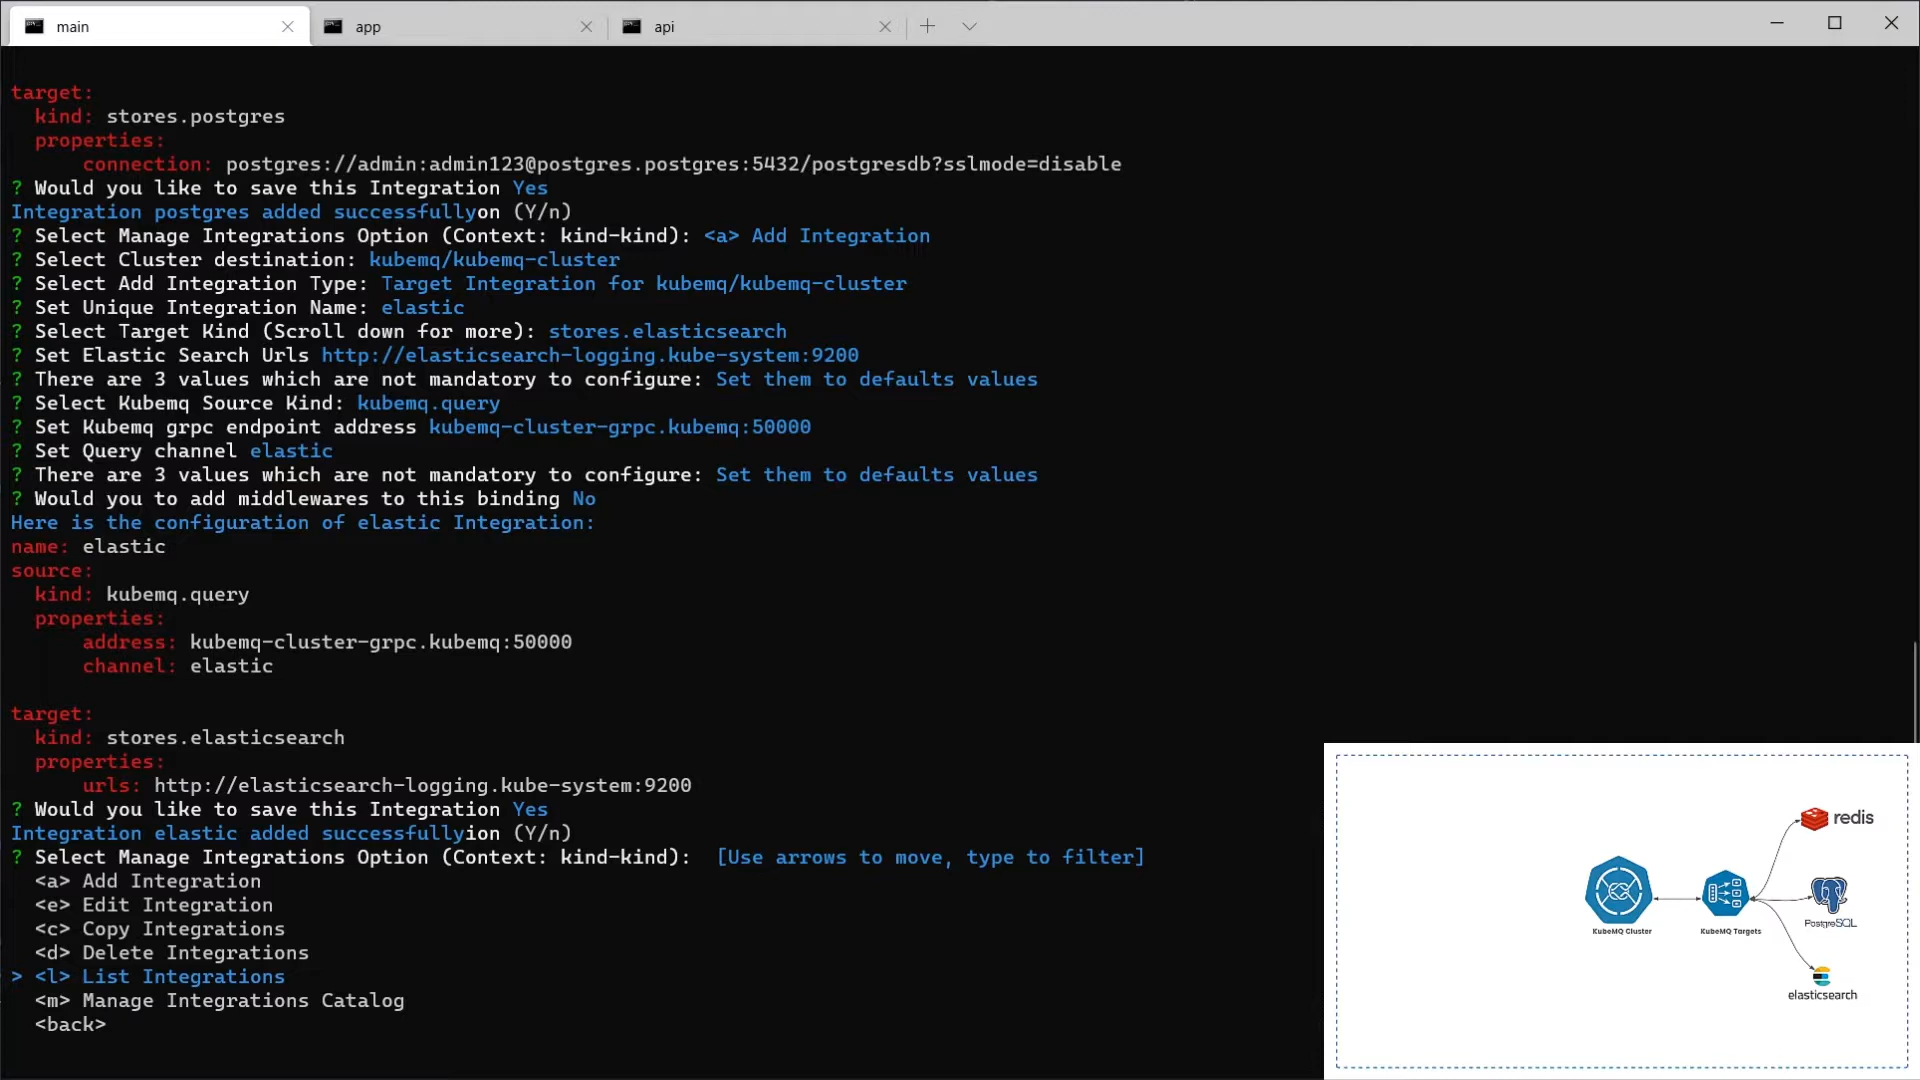 main
app
api
target:
kind: stores.postgres
properties:
connection: postgres://admin:admin123@postgres.postgres:5432/postgresdb?sslmode=disable
? Would you like to save this Integration Yes
Integration postgres added successfullyon (Y/n)
? Select Manage Integrations Option (Context: kind-kind): <a> Add Integration
? Select Cluster destination: kubemq/kubemq-cluster
? Select Add Integration Type: Target Integration for kubemq/kubemq-cluster
? Set Unique Integration Name: elastic
? Select Target Kind (Scroll down for more): stores.elasticsearch
? Set Elastic Search Urls http://elasticsearch-logging.kube-system:9200
? There are 3 values which are not mandatory to configure: Set them to defaults values
? Select Kubemq Source Kind: kubemq.query
? Set Kubemq grpc endpoint address kubemq-cluster-grpc.kubemq:50000
? Set Query channel elastic
? There are 3 values which are not mandatory to configure: Set them to defaults values
? Would you to add middlewares to this binding No
Here is the configuration of elastic Integration:
name: elastic
source:
kind: kubemq.query
properties:
address: kubemq-cluster-grpc.kubemq:50000
channel: elastic
target:
kind: stores.elasticsearch
properties:
urls: http://elasticsearch-logging.kube-system:9200
? Would you like to save this Integration Yes
Integration elastic added successfullyion (Y/n)
? Select Manage Integrations Option (Context: kind-kind):  [Use arrows to move, type to filter]
<a> Add Integration
<e> Edit Integration
<c> Copy Integrations
<d> Delete Integrations
> <l> List Integrations
<m> Manage Integrations Catalog
<back>
redis
PostgreSQL
KubeMQ Cluster
KubeMQ Targets
elasticsearch